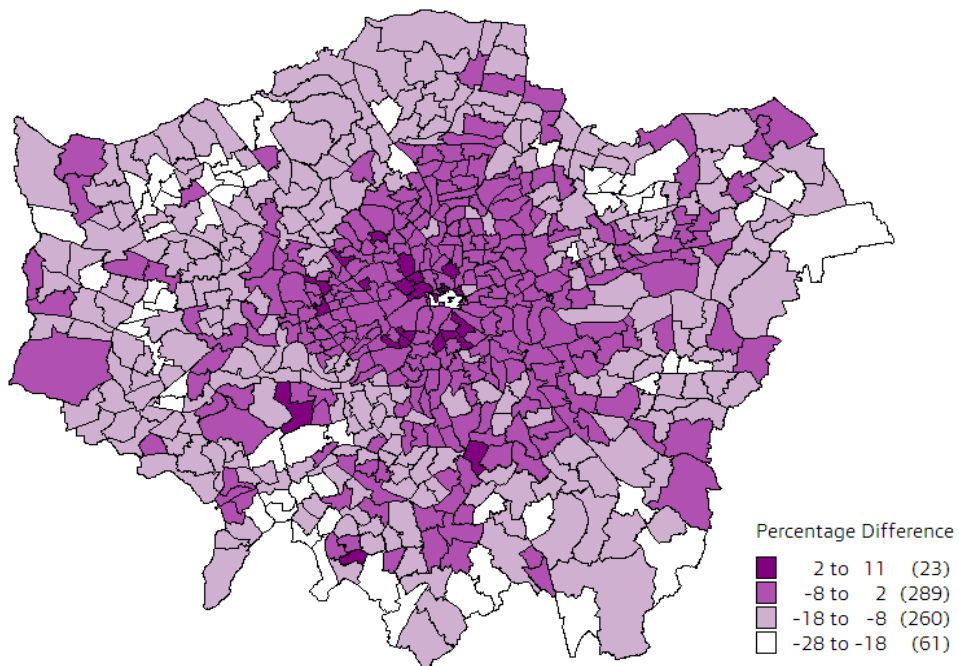 Percentage Difference
2 to 11 (23)
-8 to 2 (289)
-18 to -8 (260)
-28 to -18 (61)